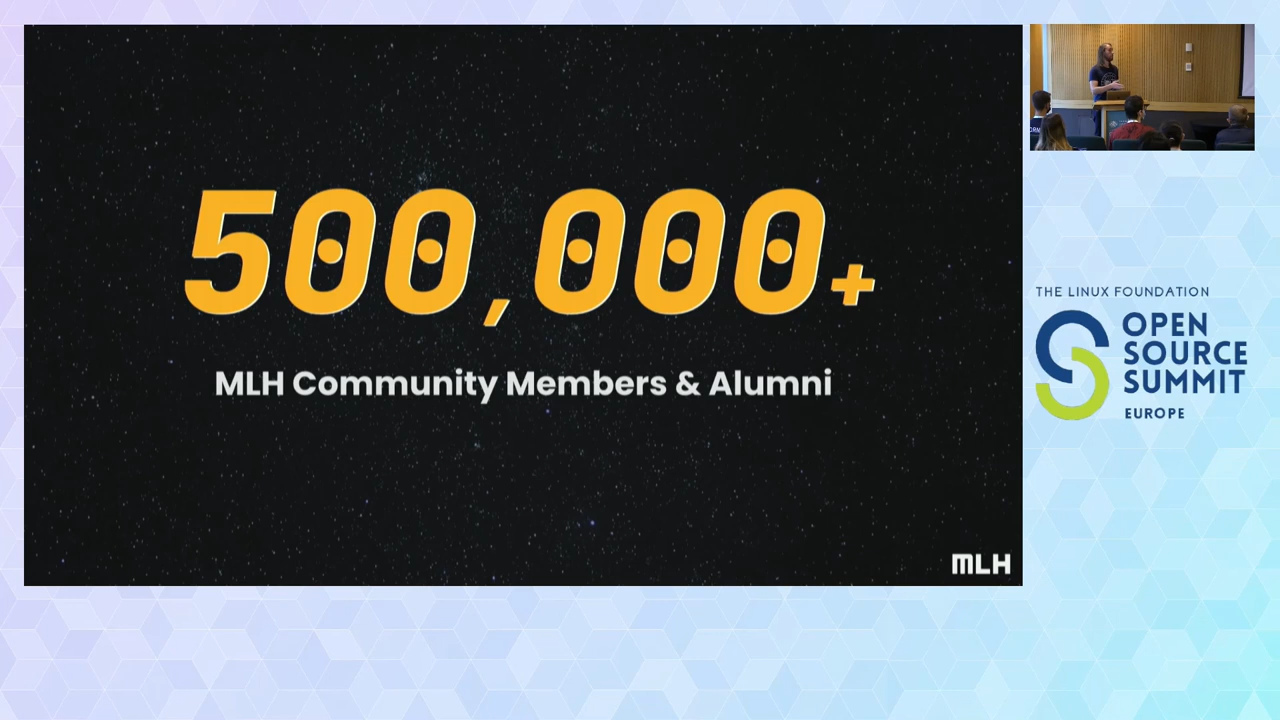 500,000+
MLH Community Members & Alumni
MLH
THE LINUX FOUNDATION
OPEN
SOURCE
SUMMIT
EUROPE